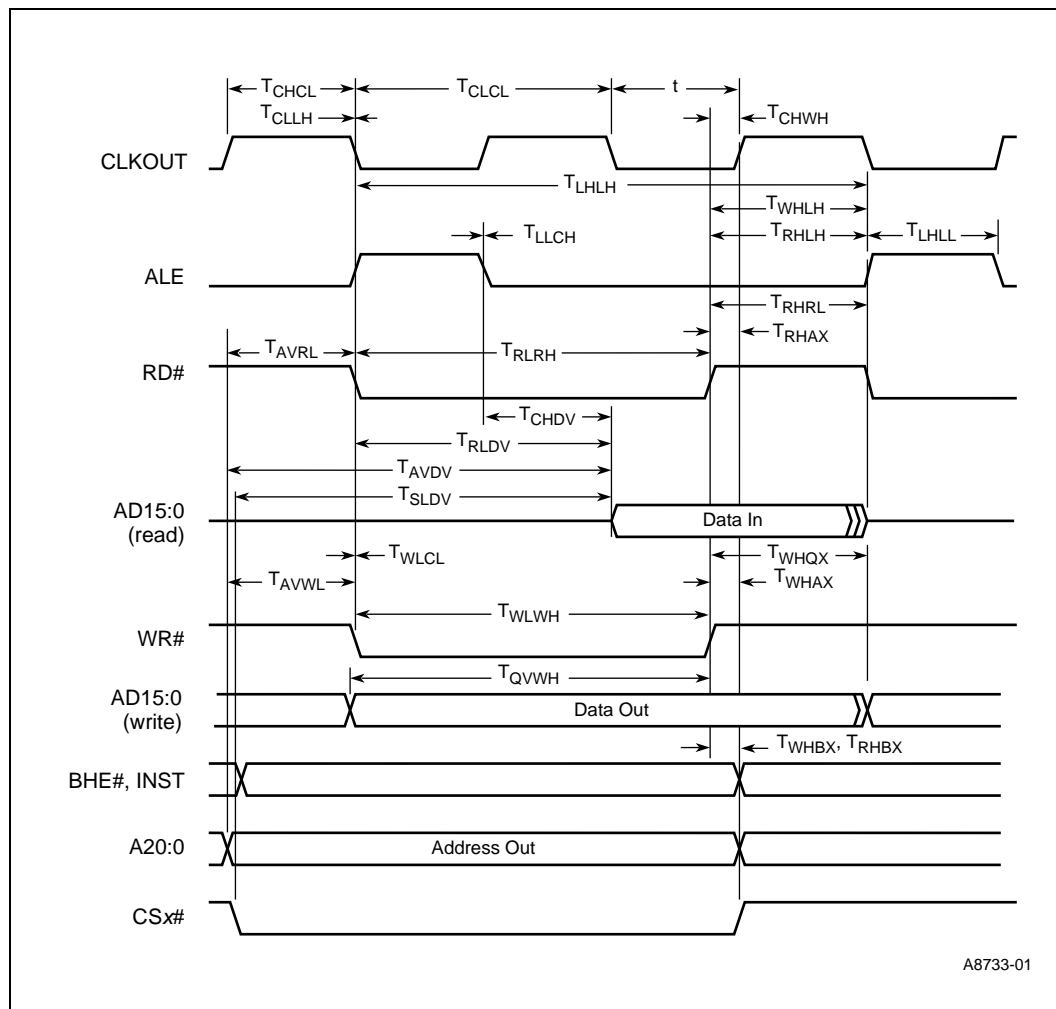 TCHCL TCLCL t
TCLLH TCHWH
CLKOUT
TLHLH
TWHLH
TLLCH TRHLH TLHLL
ALE
TRHRL
TRHAX
TAVRL TRLRH
RD#
TCHDV
TRLDV
TAVDV
TSLDV
AD15:0
(read)
Data In
TWLCL TWHQX
TAVWL TWHAX
TWLWH
WR#
TQVWH
AD15:0
(write)
Data Out
TWHBX, TRHBX
BHE#, INST
A20:0 Address Out
CSx#
A8733-01